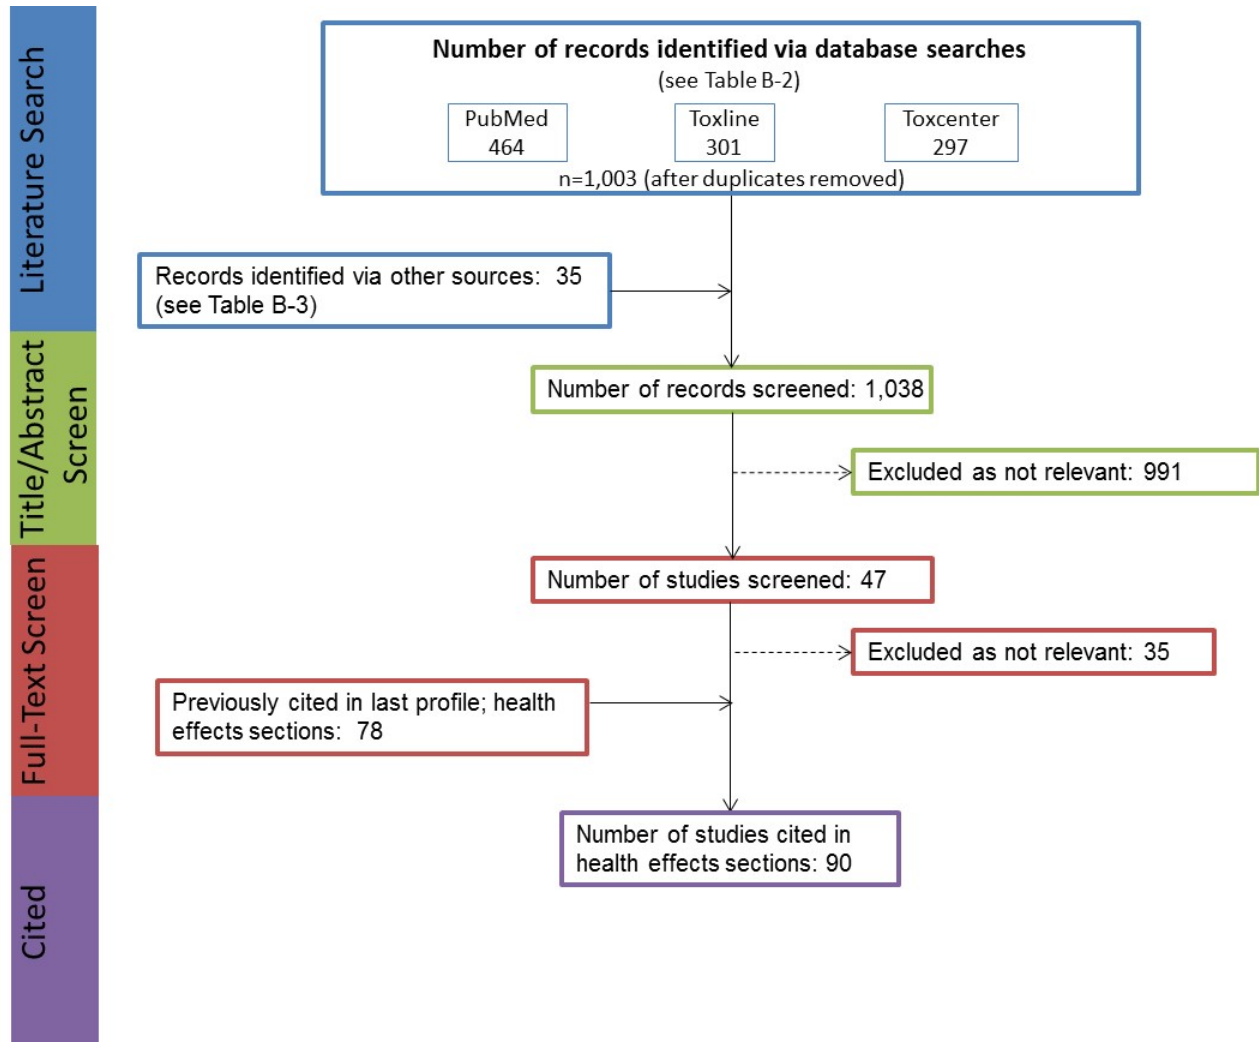 Literature Search
Number of records identified via database searches
(see Table B-2)
PubMed
464
Toxline
301
Toxcenter
297
n=1,003 (after duplicates removed)
Records identified via other sources: 35
(see Table B-3)
Title/Abstract
Screen
Number of records screened: 1,038
Excluded as not relevant: 991
Full-Text Screen
Number of studies screened: 47
Excluded as not relevant: 35
Previously cited in last profile; health
effects sections: 78
Cited
Number of studies cited in
health effects sections: 90